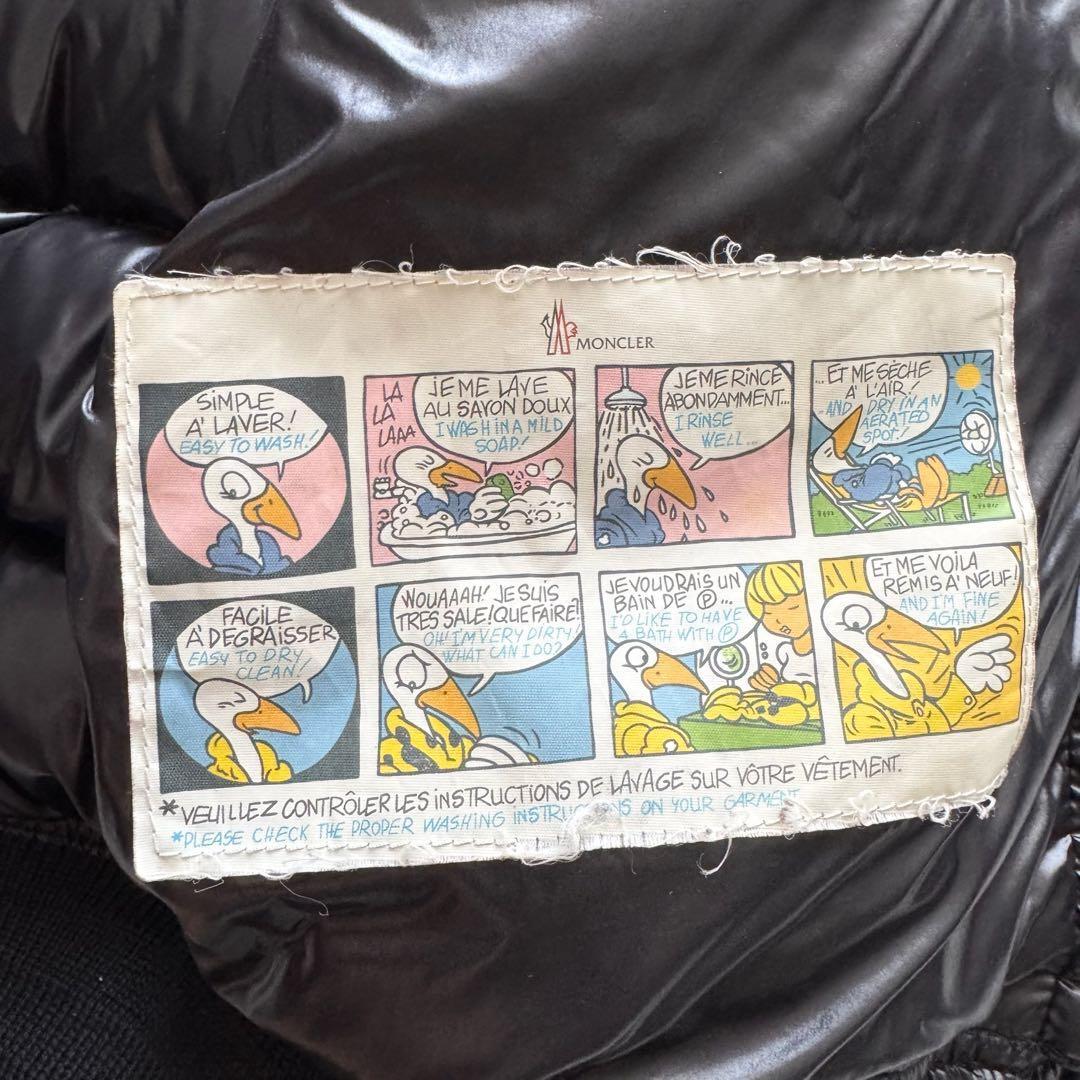 MONCLER
SIMPLE
A' LAVER!
EASY TO WASH!
LA
LA
LAAA
JE ME LAVE
AU SAVON DOUX
I WASH IN A MILD
SOAP!
JE ME RINCE
ABONDAMMENT...
I RINSE
WELL...
...ET ME SÈCHE
A' L'AIR!
AND I DRY IN AN
AERATED
SPOT!
FACILE
A' DEGRAISSER
EASY TO DRY
CLEAN!
WOUAAAH! JE SUIS
TRES SALE! QUE FAIRE?
OH! I'M VERY DIRTY!
WHAT CAN I DO?
JE VOUDRAIS UN
BAIN DE Ⓟ...
I'D LIKE TO HAVE
A BATH WITH Ⓟ
ET ME VOILA
REMIS A' NEUF!
AND I'M FINE
AGAIN!
*VEUILLEZ CONTRÔLER LES INSTRUCTIONS DE LAVAGE SUR VÔTRE VÊTEMENT.
*PLEASE CHECK THE PROPER WASHING INSTRUCTIONS ON YOUR GARMENT